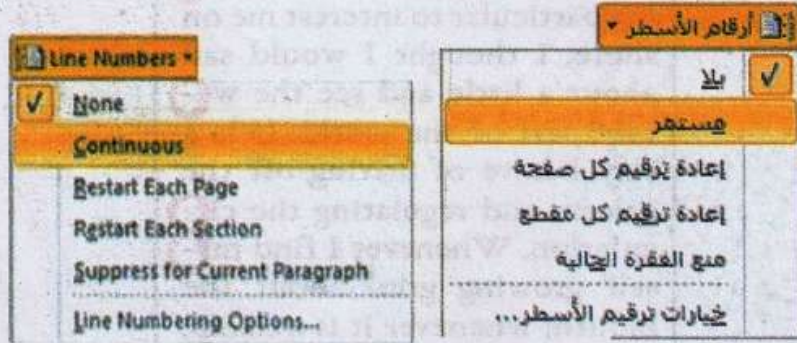 Line Numbers
None
Continuous
Restart Each Page
Restart Each Section
Suppress for Current Paragraph
Line Numbering Options...
أرقام الأسطر
بلا
مستمر
إعادة ترقيم كل صفحة
إعادة ترقيم كل مقطع
منع الفقرة الحالية
خيارات ترقيم الأسطر...